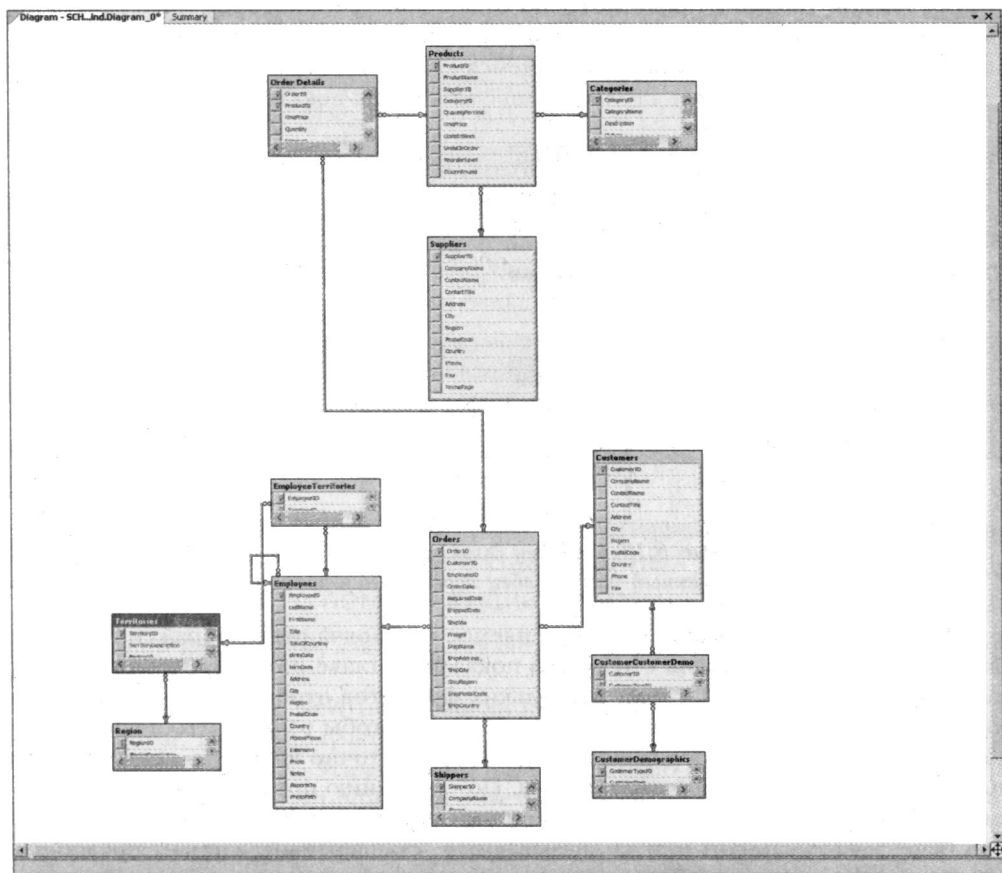 Diagram - SCH...ind.Diagram_0*
Summary
Products
ProductID
ProductName
SupplierID
CategoryID
QuantityPerUnit
UnitPrice
UnitsInStock
UnitsOnOrder
ReorderLevel
Discontinued
Order Details
OrderID
ProductID
UnitPrice
Quantity
Categories
CategoryID
CategoryName
Description
Suppliers
SupplierID
CompanyName
ContactName
ContactTitle
Address
City
Region
PostalCode
Country
Phone
Fax
HomePage
Customers
CustomerID
CompanyName
ContactName
ContactTitle
Address
City
Region
PostalCode
Country
Phone
Fax
EmployeeTerritories
EmployeeID
Orders
OrderID
CustomerID
EmployeeID
OrderDate
RequiredDate
ShippedDate
ShipVia
Freight
ShipName
ShipAddress
ShipCity
ShipRegion
ShipPostalCode
ShipCountry
Employees
EmployeeID
LastName
FirstName
Title
TitleOfCourtesy
BirthDate
HireDate
Address
City
Region
PostalCode
Country
HomePhone
Extension
Photo
Notes
ReportsTo
PhotoPath
Territories
TerritoryID
TerritoryDescription
Region
RegionID
CustomerCustomerDemo
CustomerID
CustomerDemographics
CustomerTypeID
Shippers
ShipperID
CompanyName